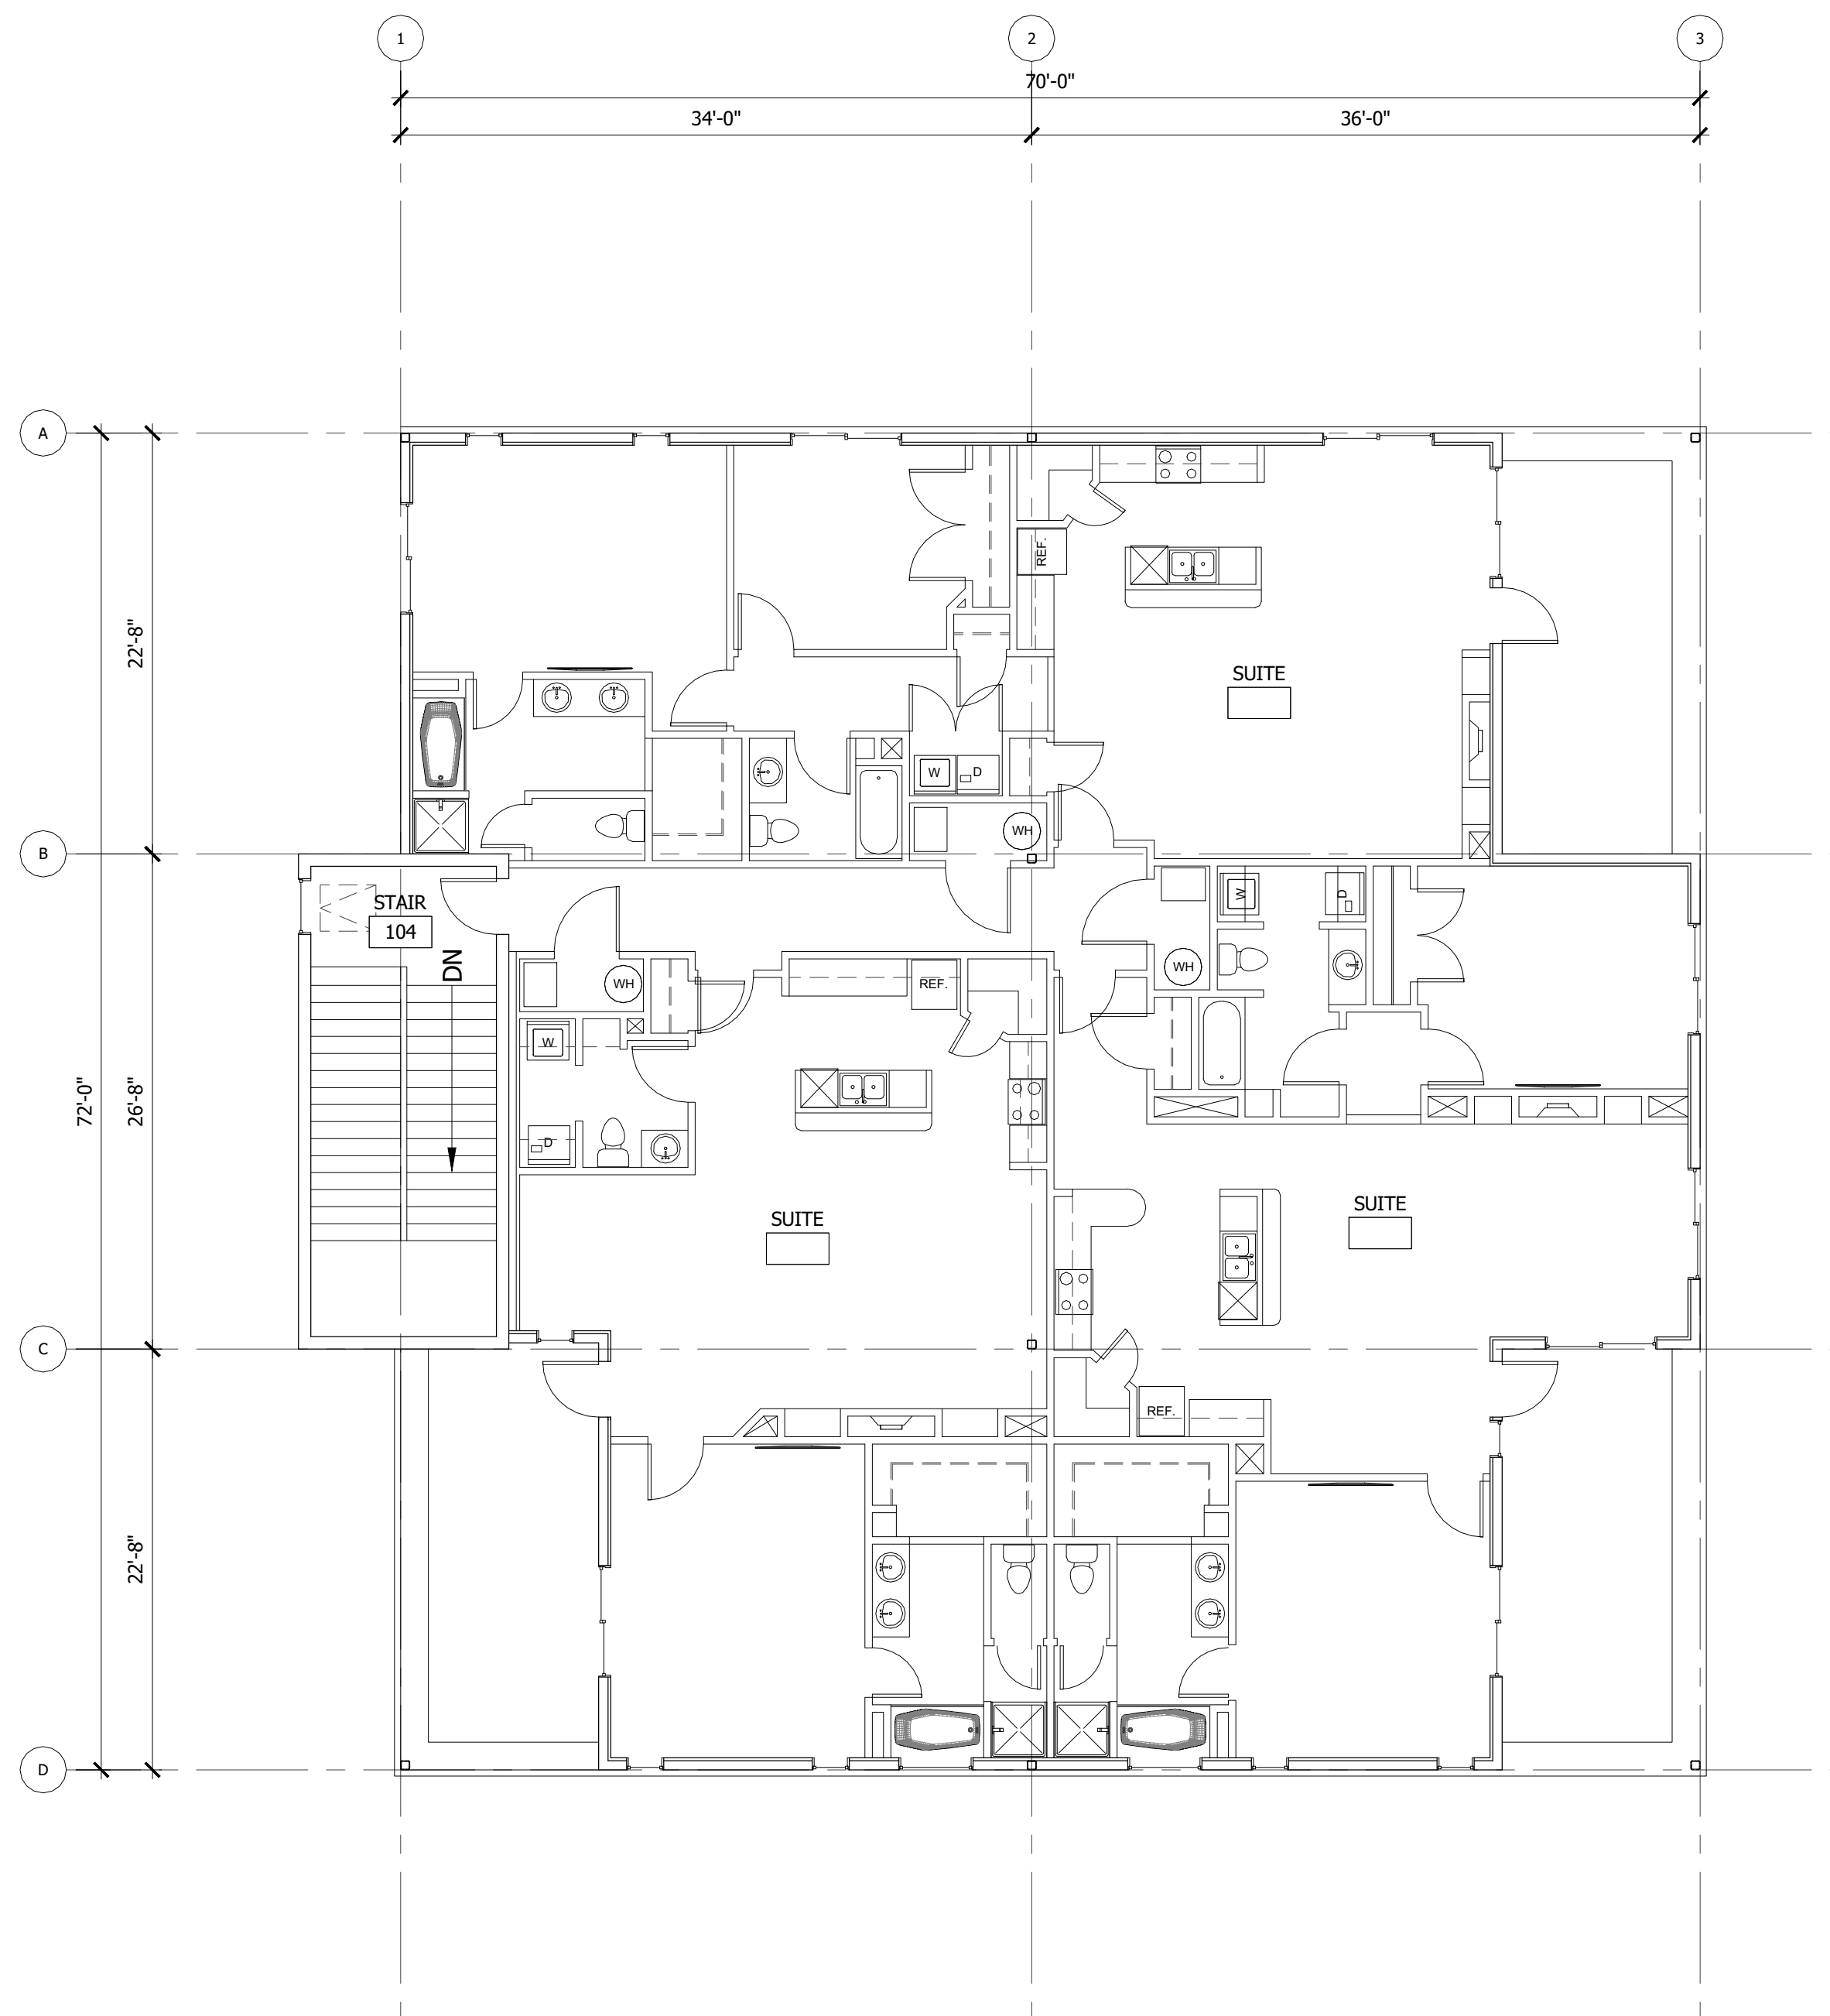 1
2
3
70'-0"
34'-0"
36'-0"
A
REF.
22'-8"
SUITE
W
D
WH
B
STAIR
104
W
D
DN
WH
WH
REF.
W
72'-0"
26'-8"
D
SUITE
SUITE
C
REF.
22'-8"
D